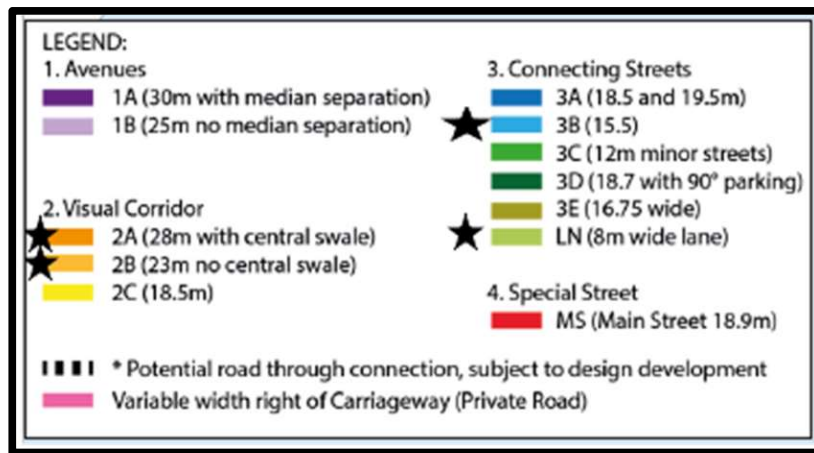 LEGEND:
1. Avenues
1A (30m with median separation)
1B (25m no median separation)
2. Visual Corridor
2A (28m with central swale)
2B (23m no central swale)
2C (18.5m)
3. Connecting Streets
3A (18.5 and 19.5m)
3B (15.5)
3C (12m minor streets)
3D (18.7 with 90° parking)
3E (16.75 wide)
LN (8m wide lane)
4. Special Street
MS (Main Street 18.9m)
* Potential road through connection, subject to design development
Variable width right of Carriageway (Private Road)